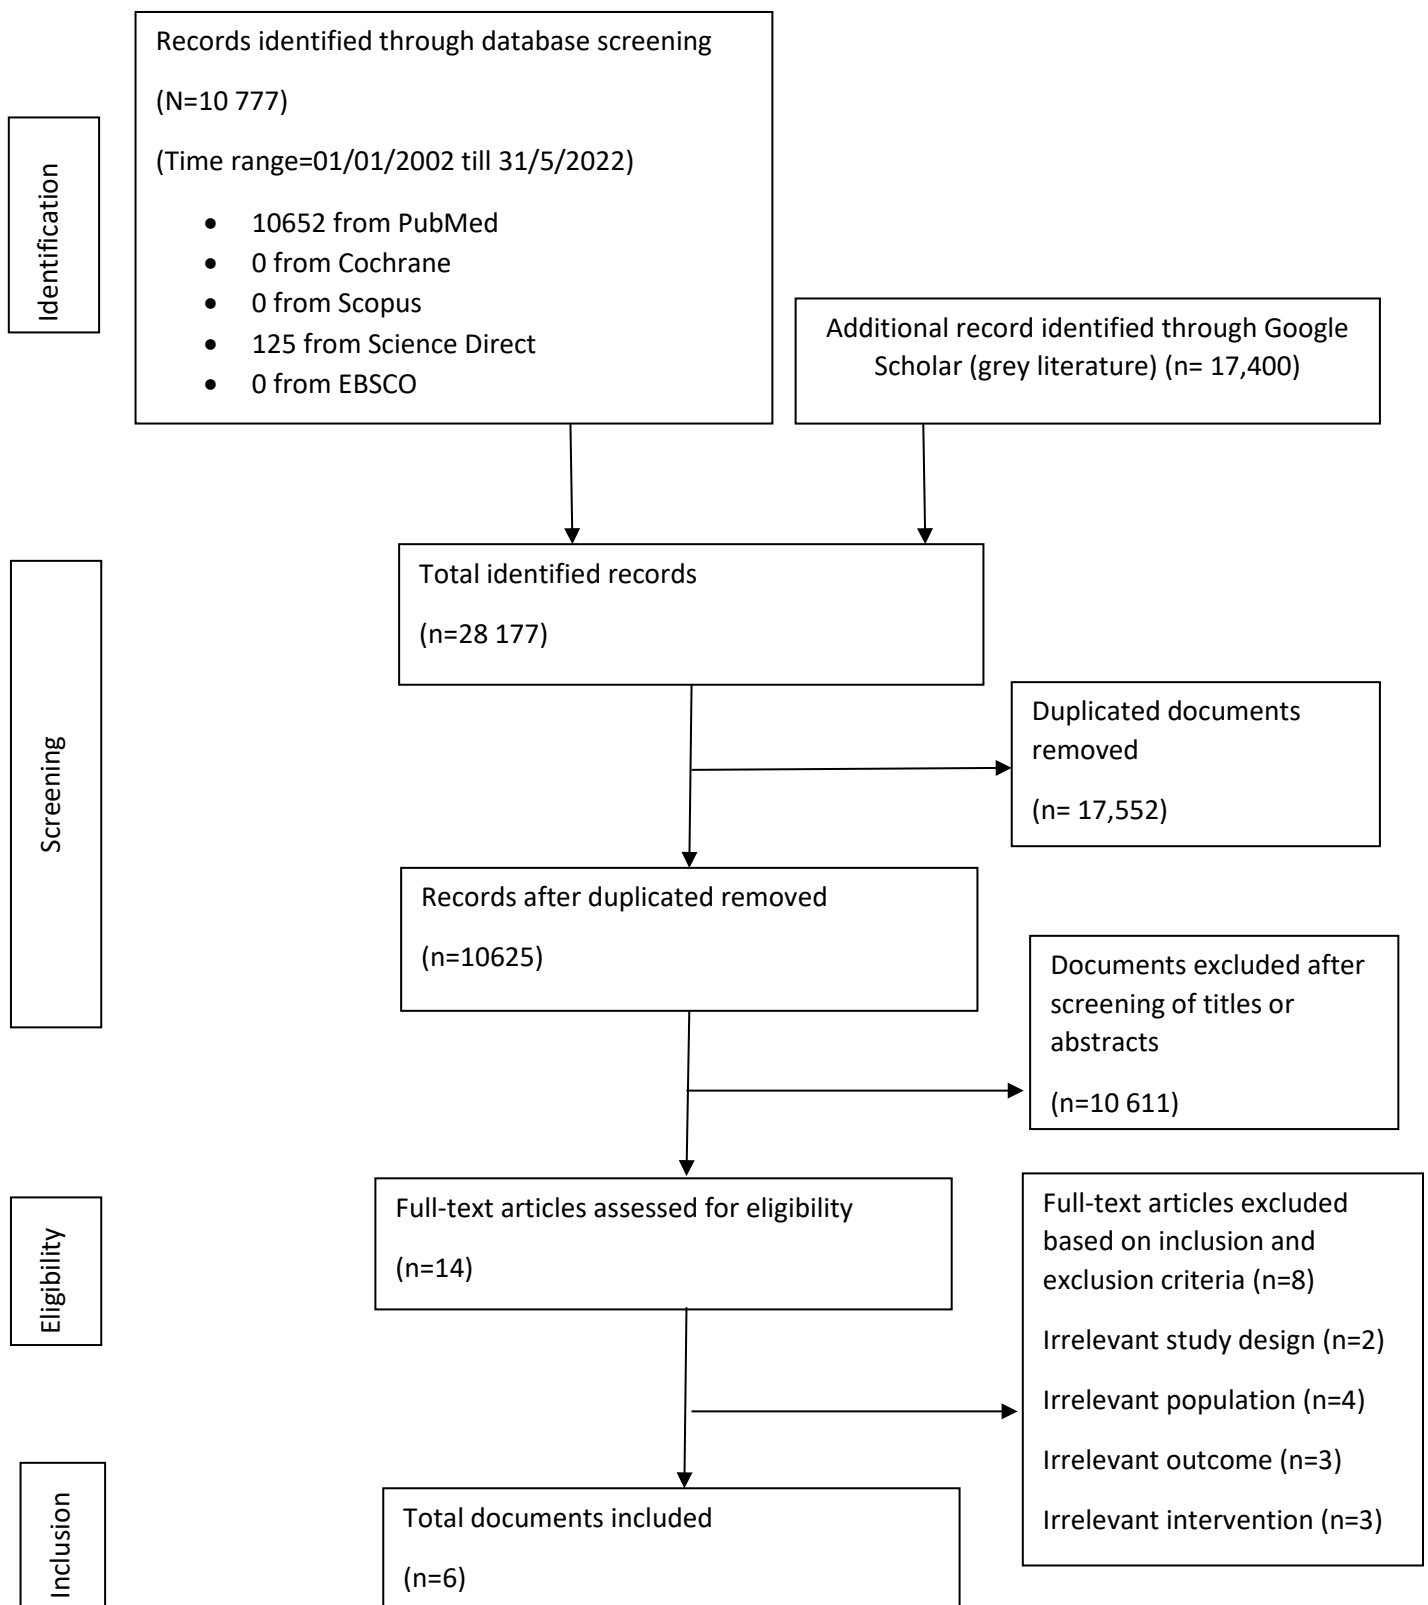 Records identified through database screening
(N=10 777)
(Time range=01/01/2002 till 31/5/2022)
• 10652 from PubMed
• 0 from Cochrane
• 0 from Scopus
• 125 from Science Direct
• 0 from EBSCO
Identification
Additional record identified through Google
Scholar (grey literature) (n= 17,400)
Total identified records
(n=28 177)
Screening
Duplicated documents
removed
(n= 17,552)
Records after duplicated removed
(n=10625)
Documents excluded after
screening of titles or
abstracts
(n=10 611)
Eligibility
Full-text articles assessed for eligibility
(n=14)
Full-text articles excluded
based on inclusion and
exclusion criteria (n=8)
Irrelevant study design (n=2)
Irrelevant population (n=4)
Irrelevant outcome (n=3)
Irrelevant intervention (n=3)
Inclusion
Total documents included
(n=6)